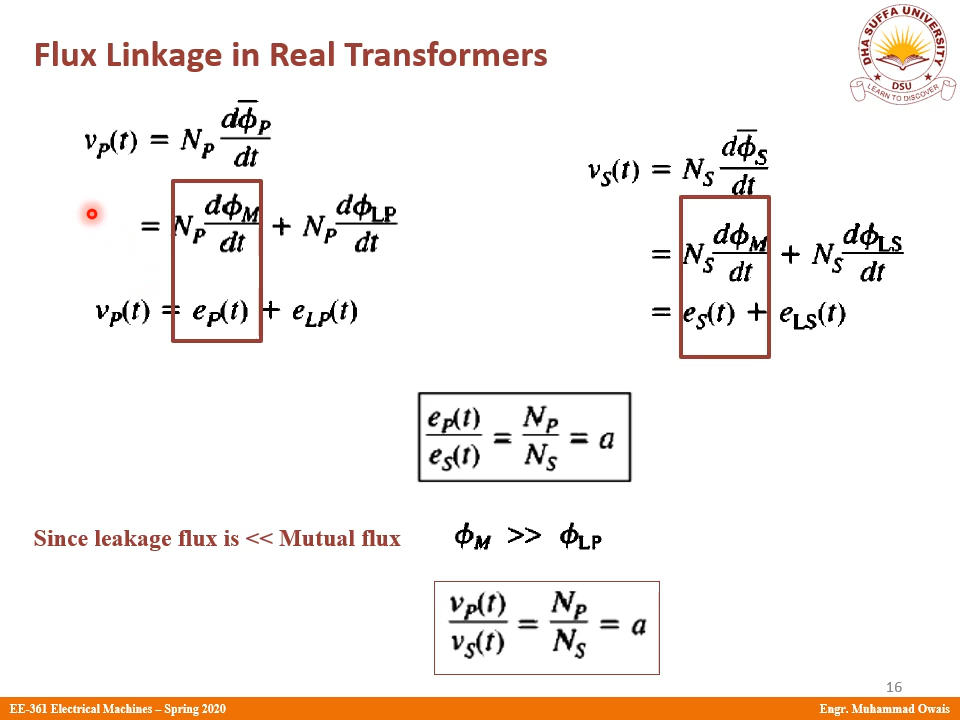 Flux Linkage in Real Transformers
DHA SUFFA UNIVERSITY
DSU
LEARN TO DISCOVER
v_P(t) = N_P dφ̅_P/dt
= N_P dφ_M/dt + N_P dφ_LP/dt
v_P(t) = e_P(t) + e_LP(t)
v_S(t) = N_S dφ̅_S/dt
= N_S dφ_M/dt + N_S dφ_LS/dt
= e_S(t) + e_LS(t)
e_P(t)/e_S(t) = N_P/N_S = a
Since leakage flux is << Mutual flux φ_M >> φ_LP
v_P(t)/v_S(t) = N_P/N_S = a
16
EE-361 Electrical Machines – Spring 2020 Engr. Muhammad Owais